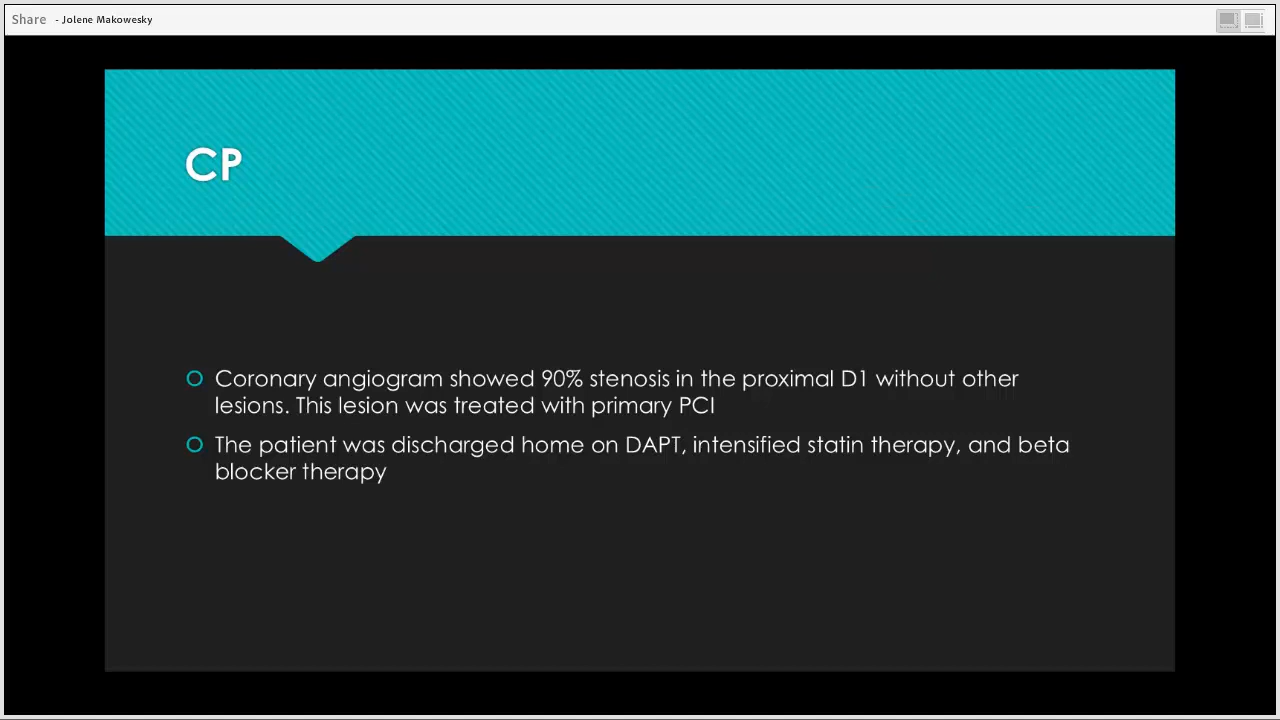 Share - Jolene Makowesky
CP
Coronary angiogram showed 90% stenosis in the proximal D1 without other
lesions. This lesion was treated with primary PCI
The patient was discharged home on DAPT, intensified statin therapy, and beta
blocker therapy